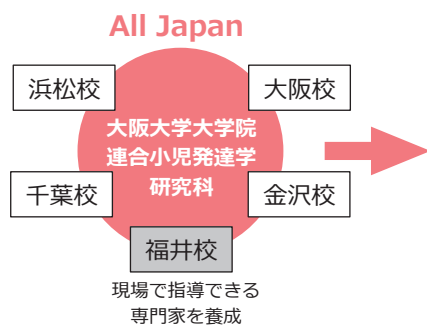 All Japan
浜松校
大阪校
大阪大学大学院
連合小児発達学
研究科
千葉校
金沢校
福井校
現場で指導できる
専門家を養成